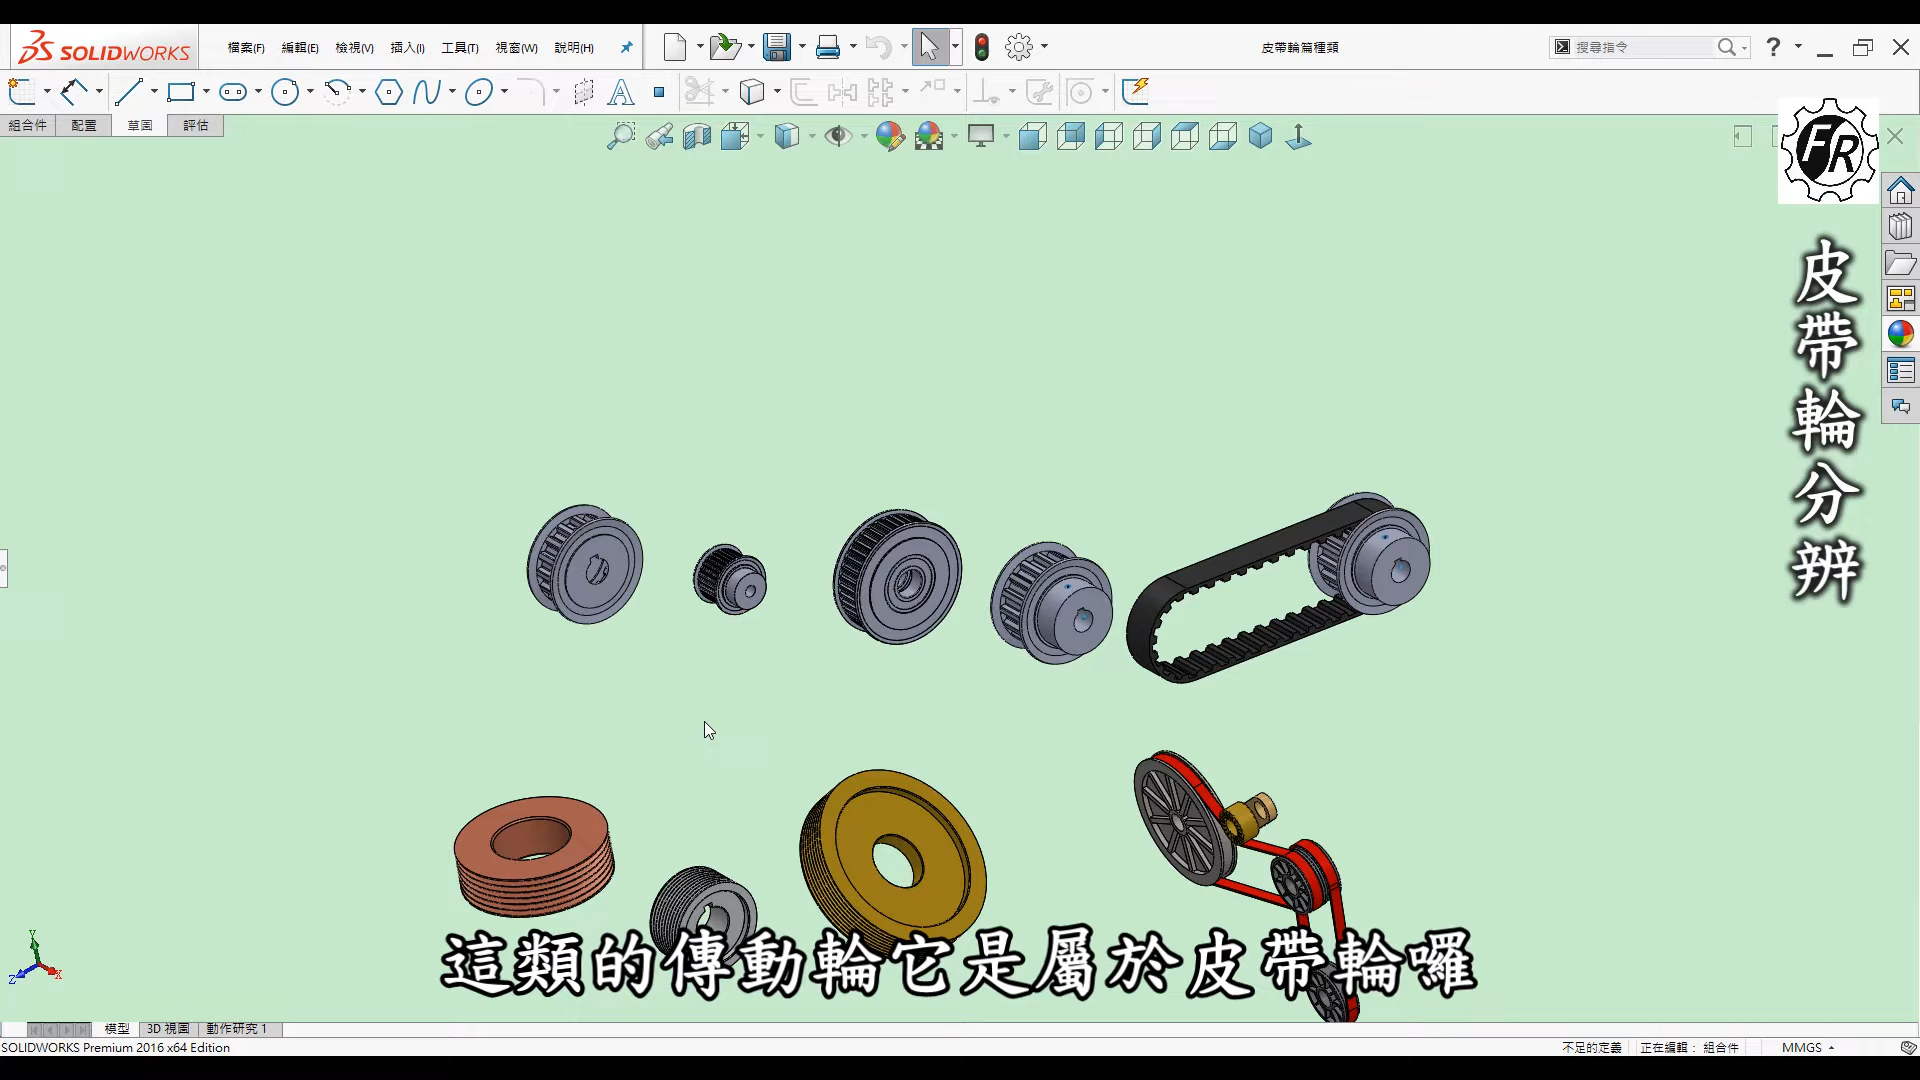 SOLIDWORKS
檔案(F) 編輯(E) 檢視(V) 插入(I) 工具(T) 視窗(W) 說明(H)
皮帶輪篇種類
搜尋指令
組合件 配置 草圖 評估
FR
皮帶輪分辨
這類的傳動輪它是屬於皮帶輪囉
Y
Z
X
模型 3D 視圖 動作研究 1
SOLIDWORKS Premium 2016 x64 Edition
不足的定義 正在編輯： 組合件 MMGS